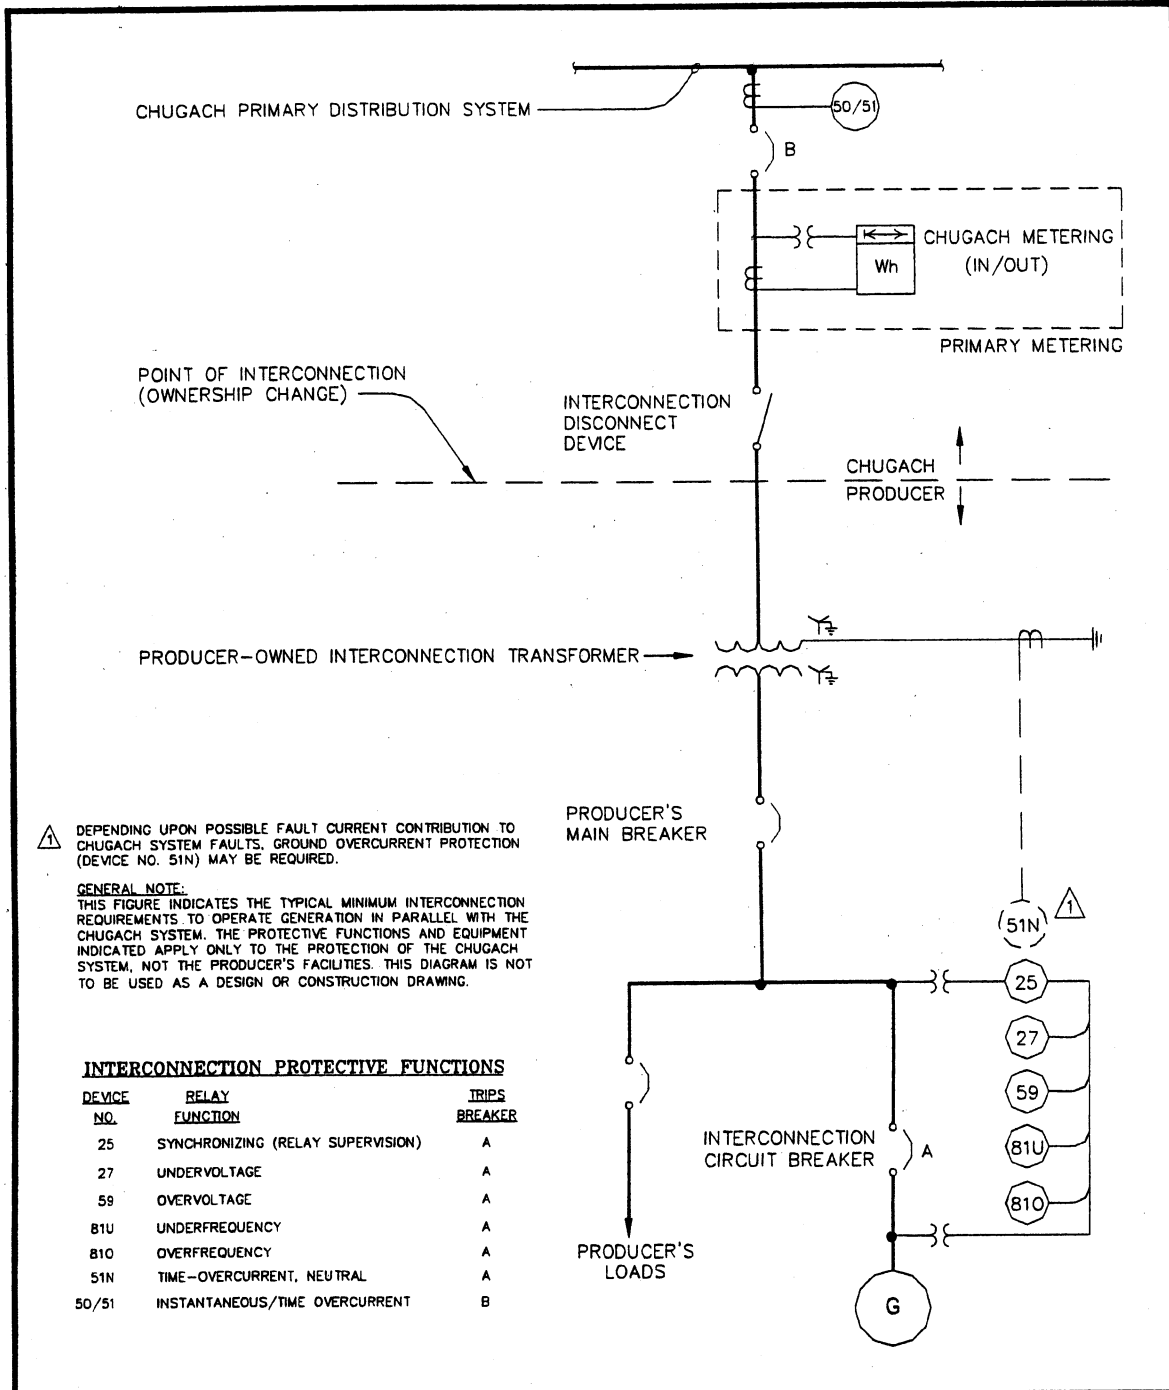 CHUGACH PRIMARY DISTRIBUTION SYSTEM
50/51
B
CHUGACH METERING
(IN/OUT)
Wh
PRIMARY METERING
POINT OF INTERCONNECTION
(OWNERSHIP CHANGE)
INTERCONNECTION
DISCONNECT
DEVICE
CHUGACH
PRODUCER
PRODUCER-OWNED INTERCONNECTION TRANSFORMER
PRODUCER'S
MAIN BREAKER
1
DEPENDING UPON POSSIBLE FAULT CURRENT CONTRIBUTION TO
CHUGACH SYSTEM FAULTS, GROUND OVERCURRENT PROTECTION
(DEVICE NO. 51N) MAY BE REQUIRED.
GENERAL NOTE:
THIS FIGURE INDICATES THE TYPICAL MINIMUM INTERCONNECTION
REQUIREMENTS TO OPERATE GENERATION IN PARALLEL WITH THE
CHUGACH SYSTEM. THE PROTECTIVE FUNCTIONS AND EQUIPMENT
INDICATED APPLY ONLY TO THE PROTECTION OF THE CHUGACH
SYSTEM, NOT THE PRODUCER'S FACILITIES. THIS DIAGRAM IS NOT
TO BE USED AS A DESIGN OR CONSTRUCTION DRAWING.
51N
1
25
27
59
81U
81O
INTERCONNECTION
CIRCUIT BREAKER
A
PRODUCER'S
LOADS
G
INTERCONNECTION PROTECTIVE FUNCTIONS
DEVICE RELAY TRIPS
NO. FUNCTION BREAKER
25 SYNCHRONIZING (RELAY SUPERVISION) A
27 UNDERVOLTAGE A
59 OVERVOLTAGE A
81U UNDERFREQUENCY A
81O OVERFREQUENCY A
51N TIME-OVERCURRENT, NEUTRAL A
50/51 INSTANTANEOUS/TIME OVERCURRENT B